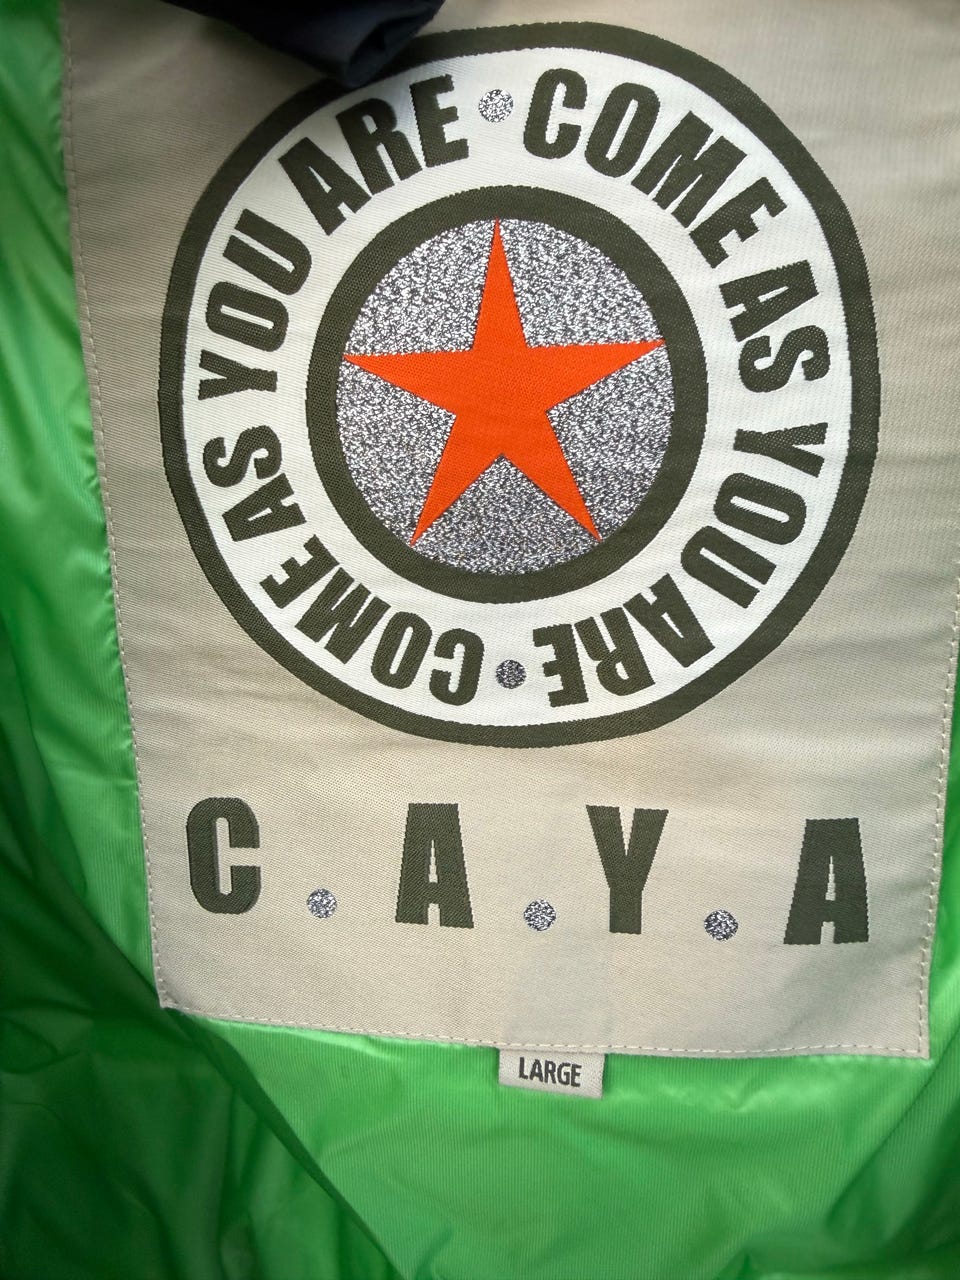 COME AS YOU ARE • COME AS YOU ARE •
C.A.Y.A
LARGE